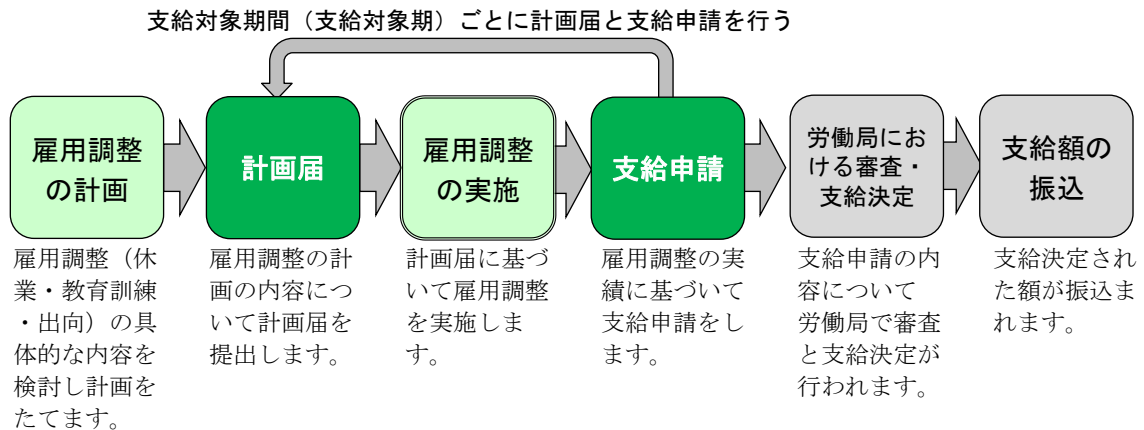 支給対象期間（支給対象期）ごとに計画届と支給申請を行う
雇用調整
の計画
計画届
雇用調整
の実施
支給申請
労働局にお
ける審査・
支給決定
支給額の
振込
雇用調整（休
業・教育訓練
・出向）の具
体的な内容を
検討し計画を
たてます。
雇用調整の計
画の内容につ
いて計画届を
提出します。
計画届に基づ
いて雇用調整
を実施しま
す。
雇用調整の実
績に基づいて
支給申請をし
ます。
支給申請の内
容について
労働局で審査
と支給決定が
行われます。
支給決定され
た額が振込ま
れます。